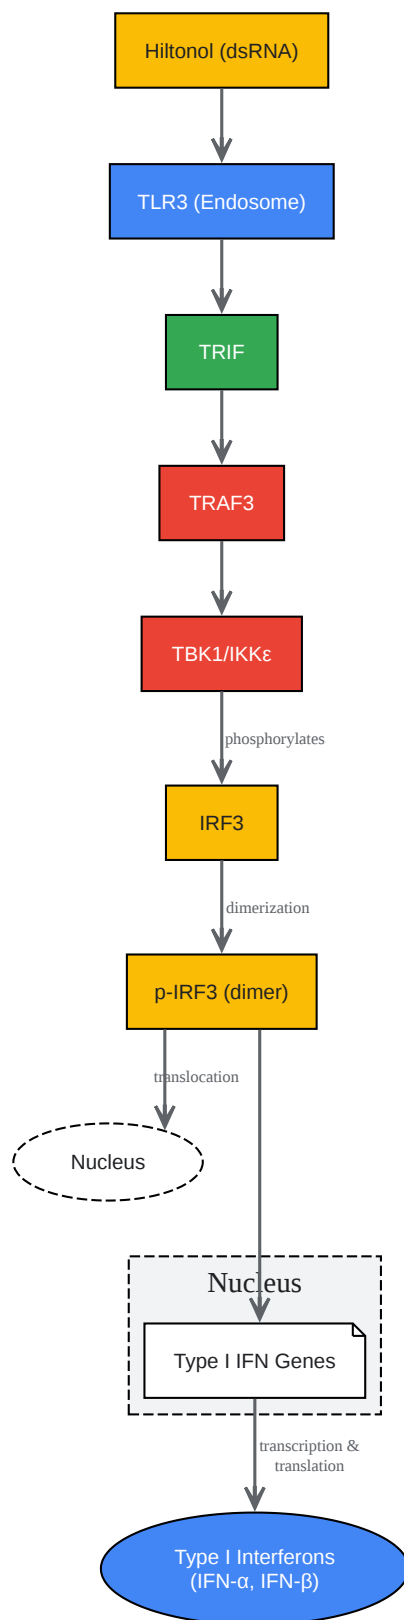 Hiltonol (dsRNA)
TLR3 (Endosome)
TRIF
TRAF3
TBK1/IKKε
phosphorylates
IRF3
dimerization
p-IRF3 (dimer)
translocation
Nucleus
Nucleus
Type I IFN Genes
transcription &
translation
Type I Interferons
(IFN-α, IFN-β)